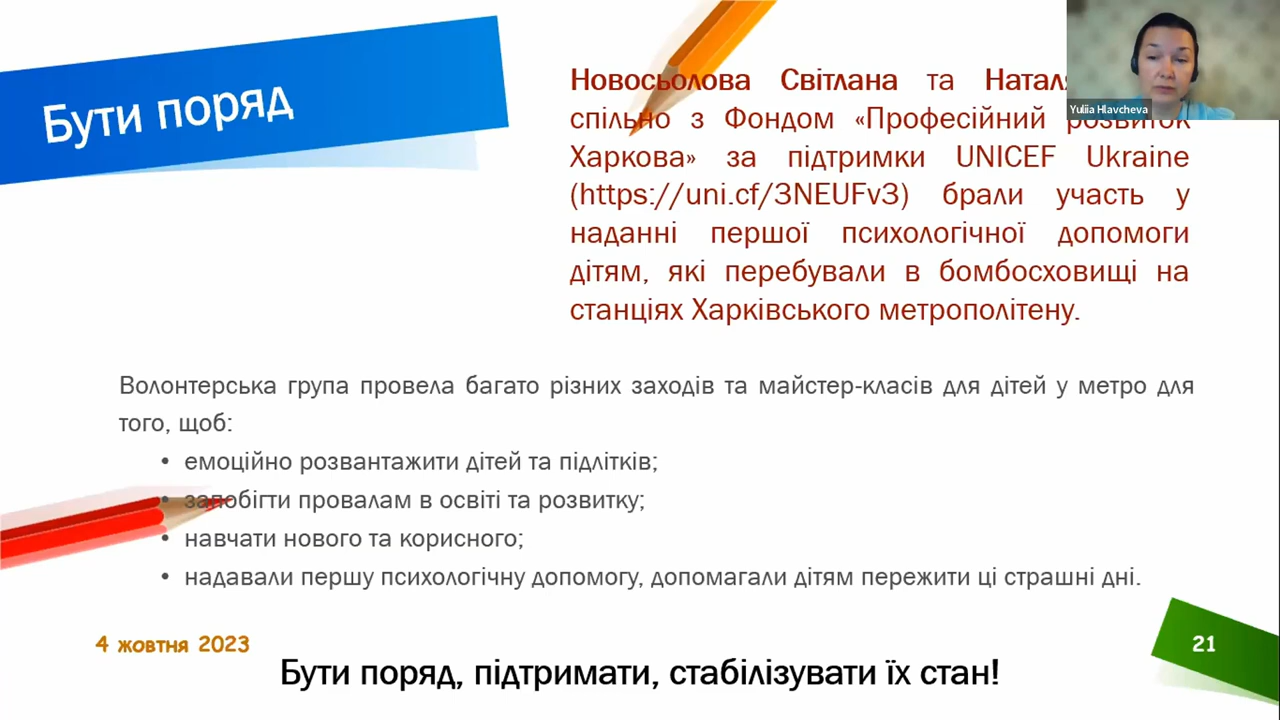 Бути поряд
Новосьолова Світлана та
спільно з Фондом «Професійний розвиток
Харкова» за підтримки UNICEF Ukraine
(https://uni.cf/3NEUFv3) брали участь у
наданні першої психологічної допомоги
дітям, які перебували в бомбосховищі на
станціях Харківського метрополітену.
Yuliia Hlavcheva
Волонтерська група провела багато різних заходів та майстер-класів для дітей у метро для
того, щоб:
• емоційно розвантажити дітей та підлітків;
• запобігти провалам в освіті та розвитку;
• навчати нового та корисного;
• надавали першу психологічну допомогу, допомагали дітям пережити ці страшні дні.
4 жовтня 2023
21
Бути поряд, підтримати, стабілізувати їх стан!